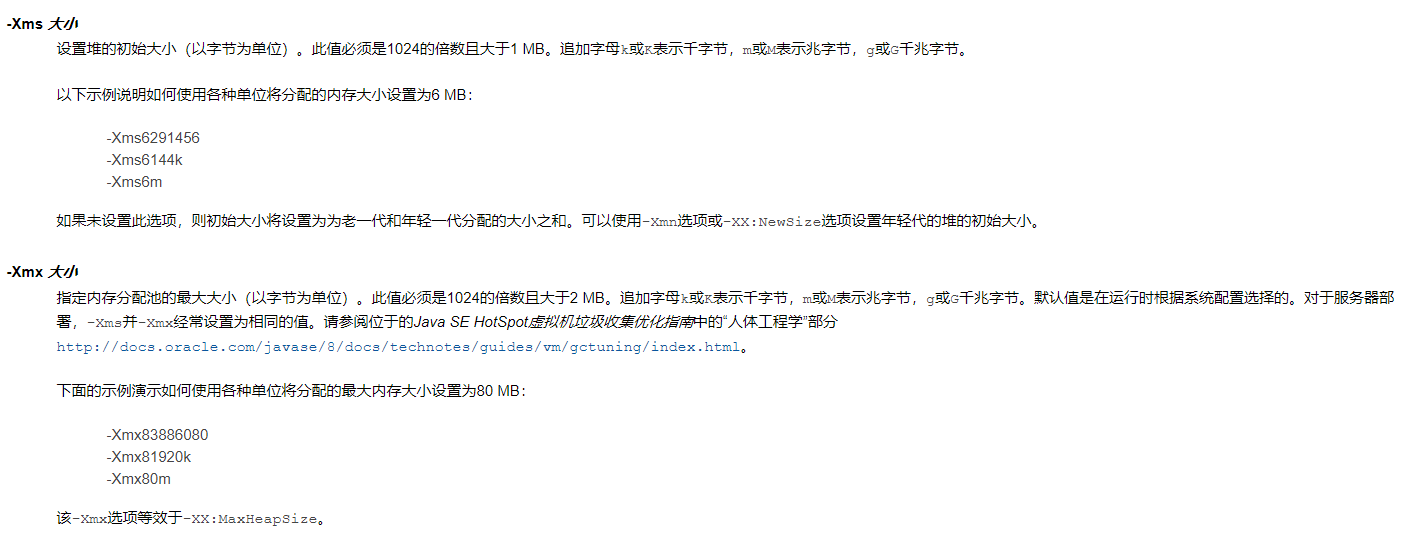 -Xms 大小
设置堆的初始大小（以字节为单位）。此值必须是1024的倍数且大于1 MB。追加字母k或K表示千字节，m或M表示兆字节，g或G千兆字节。
以下示例说明如何使用各种单位将分配的内存大小设置为6 MB：
-Xms6291456
-Xms6144k
-Xms6m
如果未设置此选项，则初始大小将设置为为老一代和年轻一代分配的大小之和。可以使用-Xmn选项或-XX:NewSize选项设置年轻代的堆的初始大小。
-Xmx 大小
指定内存分配池的最大大小（以字节为单位）。此值必须是1024的倍数且大于2 MB。追加字母k或K表示千字节，m或M表示兆字节，g或G千兆字节。默认值是在运行时根据系统配置选择的。对于服务器部
署，-Xms并-Xmx经常设置为相同的值。请参阅位于的Java SE HotSpot虚拟机垃圾收集优化指南中的“人体工程学”部分
http://docs.oracle.com/javase/8/docs/technotes/guides/vm/gctuning/index.html。
下面的示例演示如何使用各种单位将分配的最大内存大小设置为80 MB：
-Xmx83886080
-Xmx81920k
-Xmx80m
该-Xmx选项等效于-XX:MaxHeapSize。